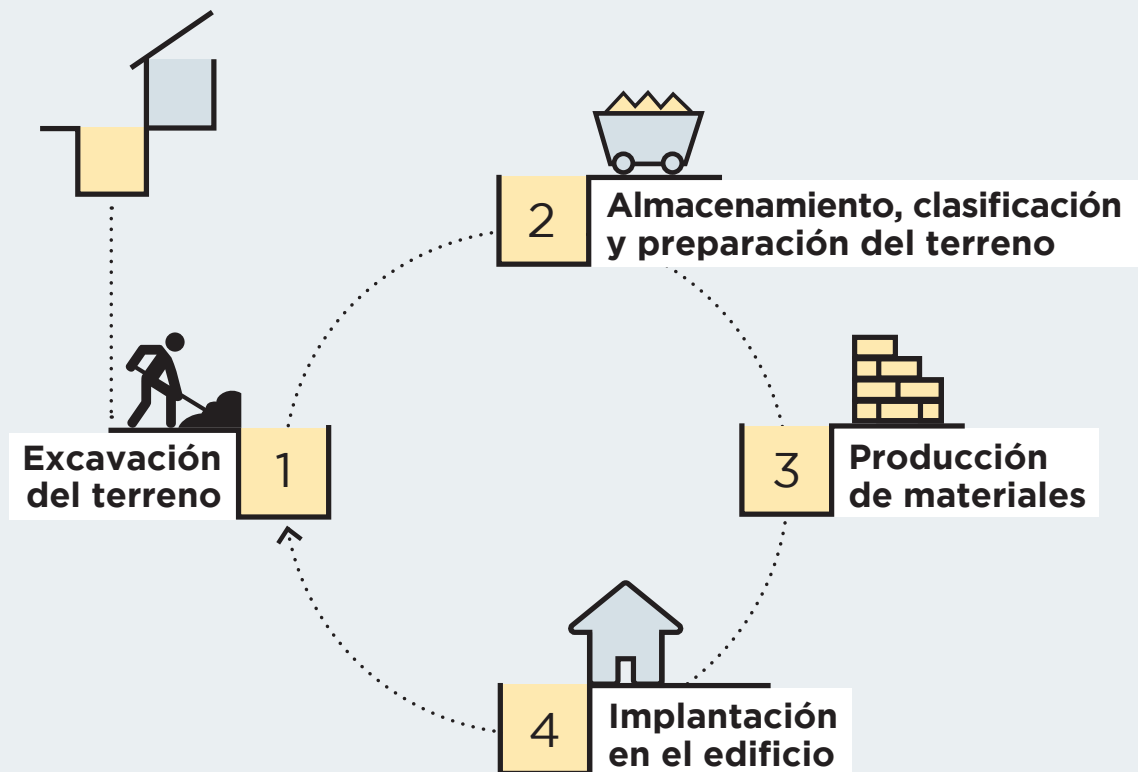 1
Excavación
del terreno
2
Almacenamiento, clasificación
y preparación del terreno
3
Producción
de materiales
4
Implantación
en el edificio